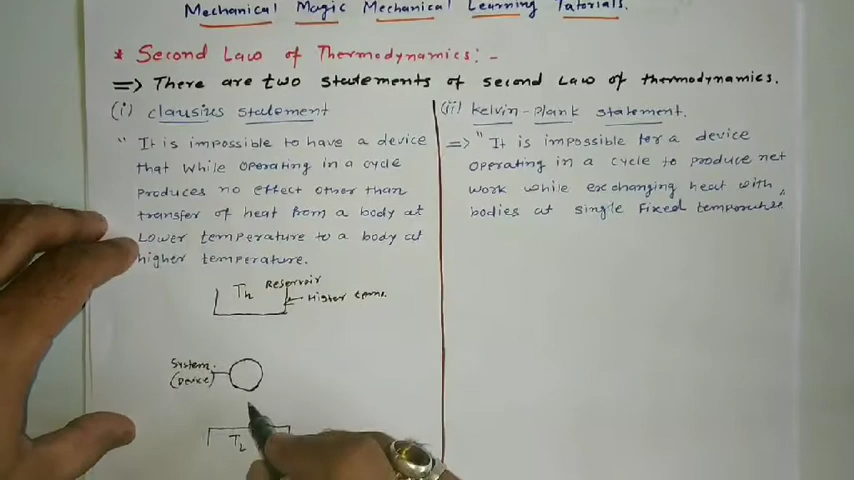 Mechanical Magic Mechanical Learning Tutorials.
* Second Law of Thermodynamics:-
=> There are two statements of second Law of thermodynamics.
(i) clausius statement
" It is impossible to have a device
that while operating in a cycle
produces no effect other than
transfer of heat from a body at
Lower temperature to a body at
higher temperature.
Th Reservoir
Higher temp.
System
(Device)
TL
(ii) kelvin-plank statement.
=> "It is impossible for a device
operating in a cycle to produce net
work while exchanging heat with
bodies at single fixed temperature."